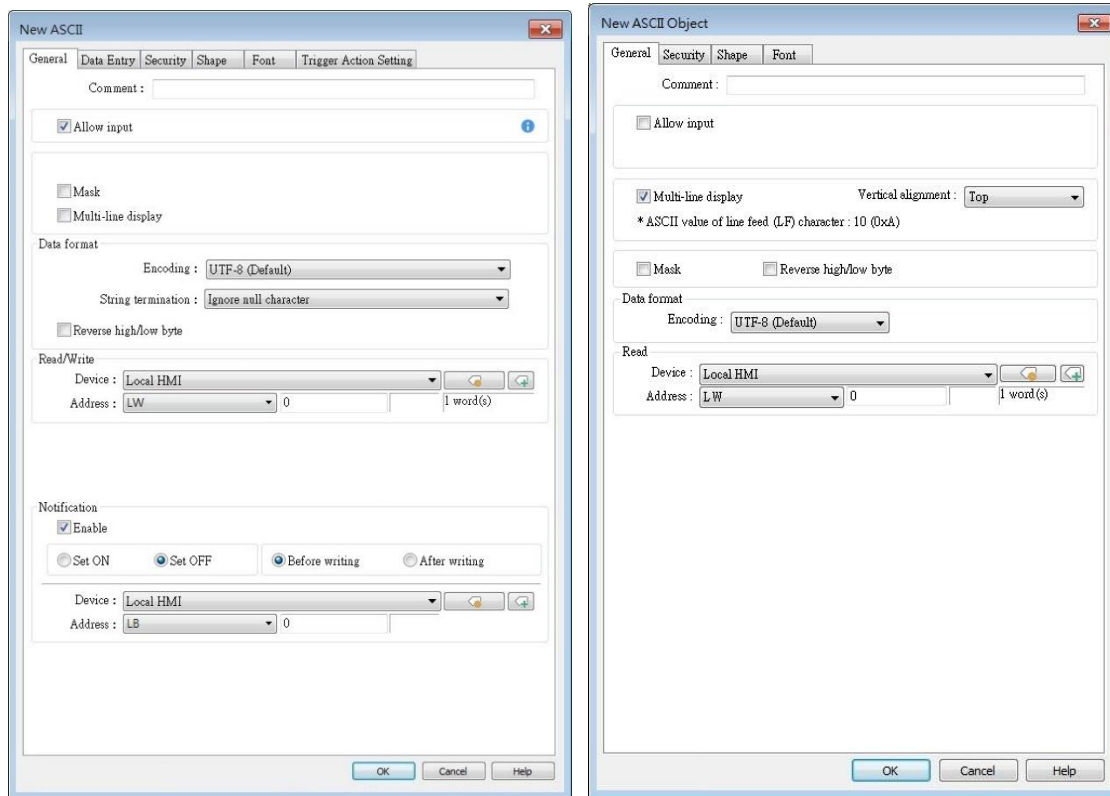 New ASCII
General Data Entry Security Shape Font Trigger Action Setting
Comment :
Allow input
Mask
Multi-line display
Data format
Encoding : UTF-8 (Default)
String termination : Ignore null character
Reverse high/low byte
Read/Write
Device : Local HMI
Address : LW 0 1 word(s)
Notification
Enable
Set ON Set OFF Before writing After writing
Device : Local HMI
Address : LB 0
OK Cancel Help
New ASCII Object
General Security Shape Font
Comment :
Allow input
Multi-line display Vertical alignment : Top
* ASCII value of line feed (LF) character : 10 (0xA)
Mask Reverse high/low byte
Data format
Encoding : UTF-8 (Default)
Read
Device : Local HMI
Address : LW 0 1 word(s)
OK Cancel Help